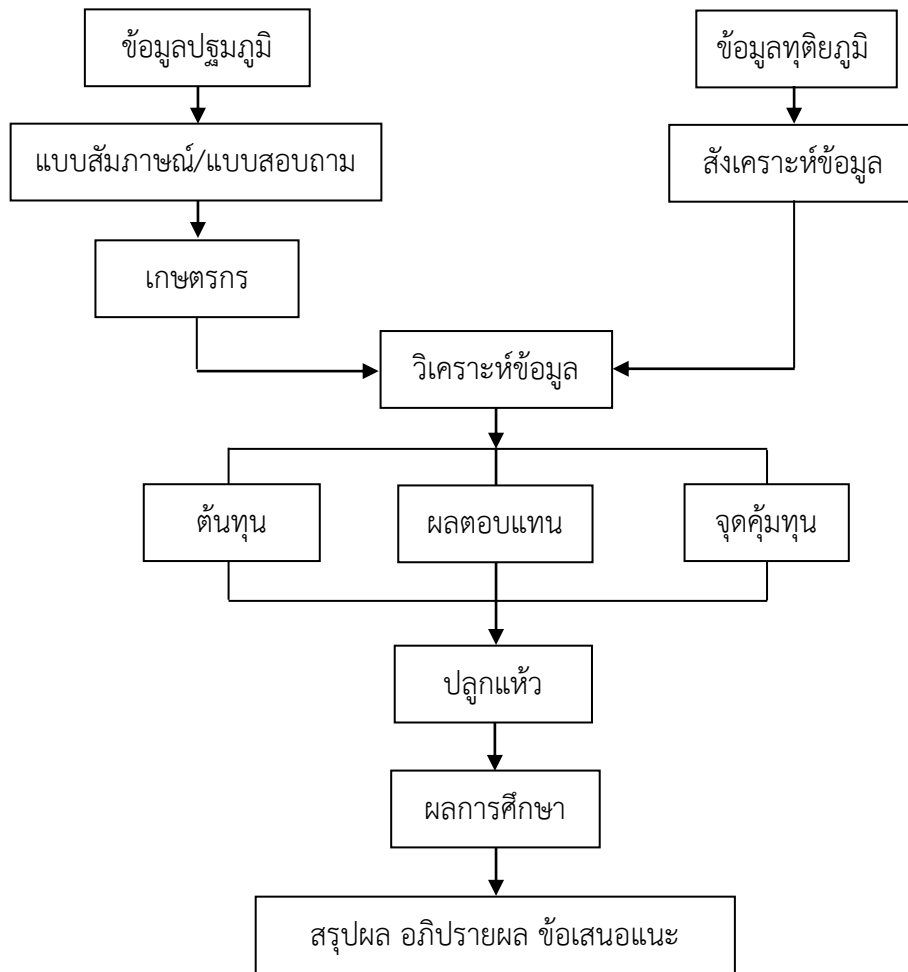 ข้อมูลปฐมภูมิ
ข้อมูลทุติยภูมิ
แบบสัมภาษณ์/แบบสอบถาม
สังเคราะห์ข้อมูล
เกษตรกร
วิเคราะห์ข้อมูล
ต้นทุน
ผลตอบแทน
จุดคุ้มทุน
ปลูกแห้ว
ผลการศึกษา
สรุปผล อภิปรายผล ข้อเสนอแนะ